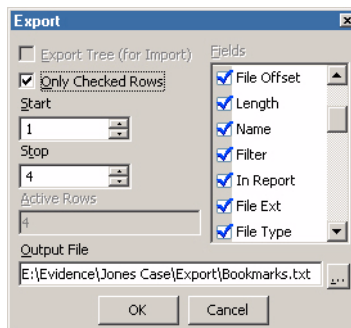 Export
Export Tree (for Import)
Only Checked Rows
Start
1
Stop
4
Active Rows
4
Fields
File Offset
Length
Name
Filter
In Report
File Ext
File Type
Output File
E:\Evidence\Jones Case\Export\Bookmarks.txt
...
OK
Cancel